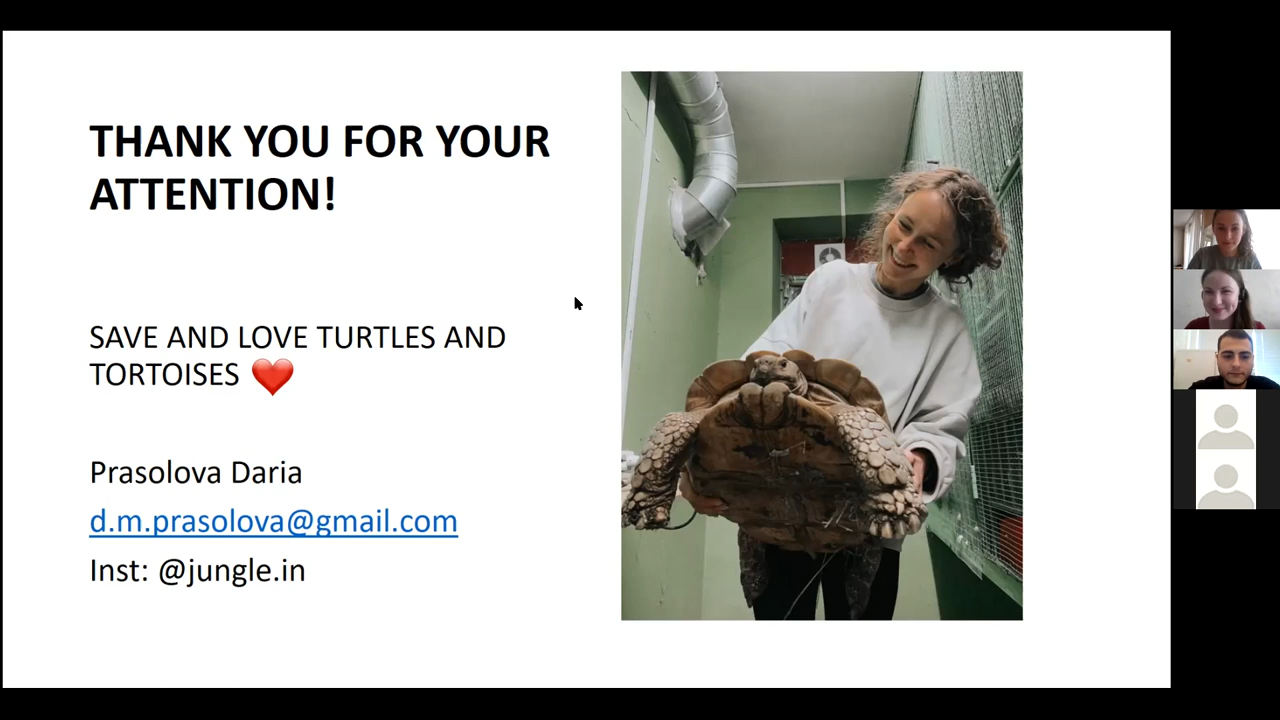 THANK YOU FOR YOUR
ATTENTION!
SAVE AND LOVE TURTLES AND
TORTOISES ❤️
Prasolova Daria
d.m.prasolova@gmail.com
Inst: @jungle.in